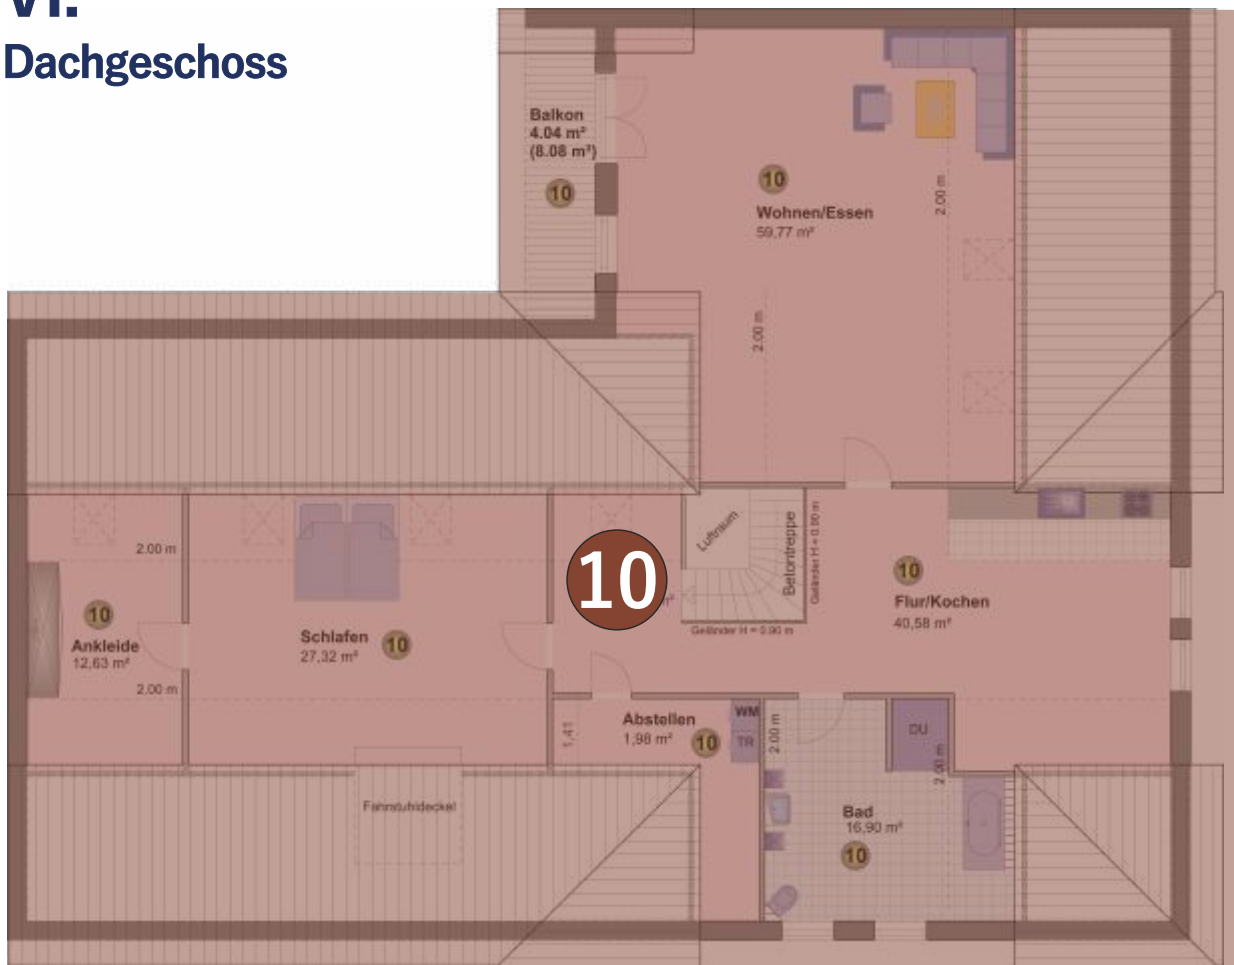 VI.
Dachgeschoss
Balkon
4.04 m²
(8.08 m²)
10
10
Wohnen/Essen
59,77 m²
2.00 m
2.00 m
Luftraum
Betontreppe
Geländer H = 0.90 m
Geländer H = 0.90 m
10
m²
10
Flur/Kochen
40,58 m²
2.00 m
10
Ankleide
12,63 m²
2.00 m
Schlafen
27,32 m²
10
Abstellen
1,98 m²
10
1,41
WM
TR
2.00 m
DU
2.00 m
Fahrstuhldeckel
Bad
16,90 m²
10